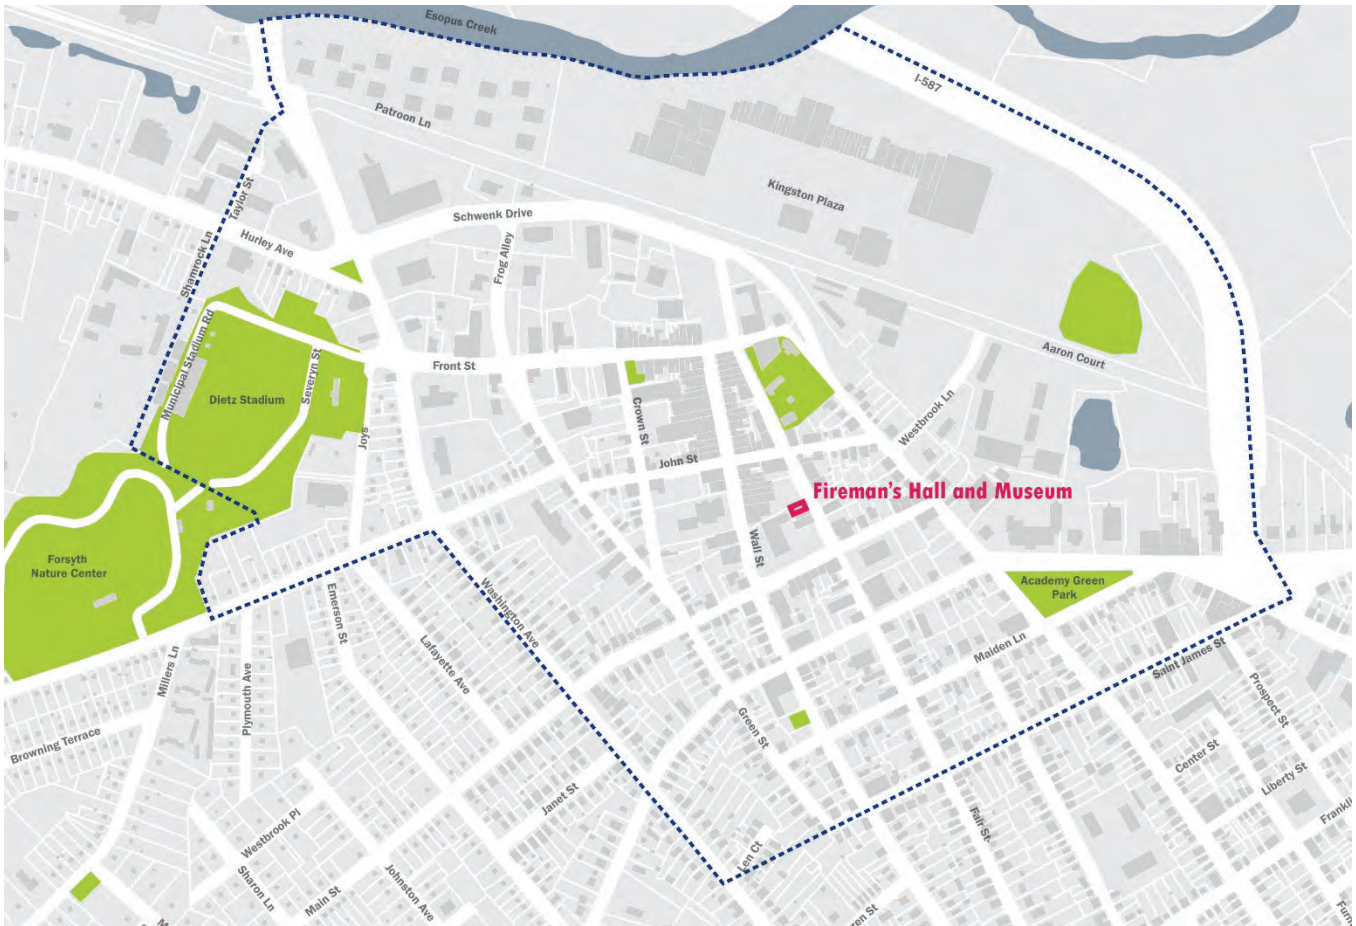 Esopus Creek
I-587
Patroon Ln
Kingston Plaza
Taylor St
Schwenk Drive
Hurley Ave
Frog Alley
Shamrock Ln
Municipal Stadium Rd
Severyn St
Front St
Aaron Court
Dietz Stadium
Crown St
Westbrook Ln
Joys
John St
Fireman's Hall and Museum
Wall St
Forsyth
Nature Center
Academy Green
Park
Washington Ave
Emerson St
Lafayette Ave
Maiden Ln
Saint James St
Millers Ln
Plymouth Ave
Prospect St
Green St
Browning Terrace
Center St
Liberty St
Janet St
Fair St
Frankli
Westbrook Pl
Len Ct
Sharon Ln
Main St
Johnston Ave
ren St
Furn